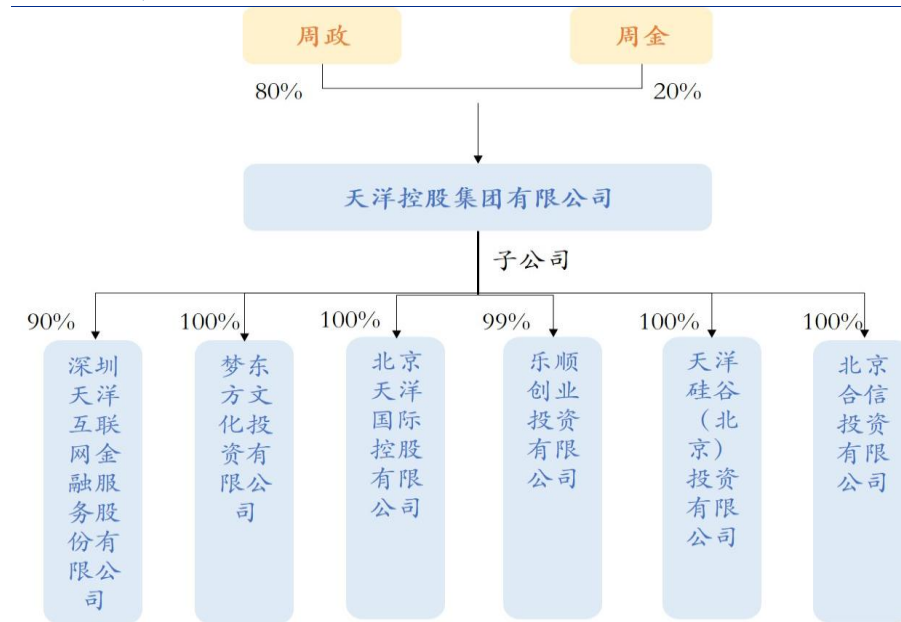 周政
周金
80%
20%
天洋控股集团有限公司
子公司
90%
100%
100%
99%
100%
100%
深圳
天洋
互联
网金
融服
务股
份有
限公
司
梦东
方文
化投
资有
限公
司
北京
天洋
国际
控股
有限
公司
乐顺
创业
投资
有限
公司
天洋
硅谷
（北
京）
投资
有限
公司
北京
合信
投资
有限
公司